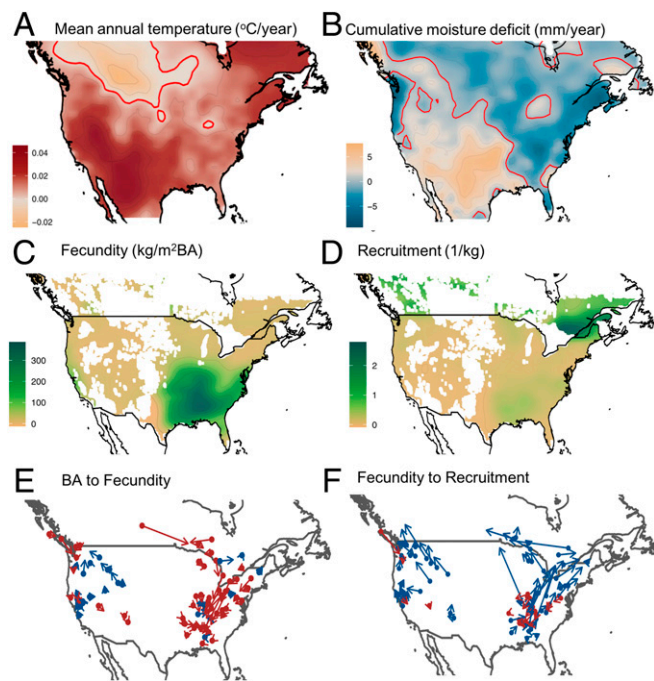 A Mean annual temperature (°C/year)
B Cumulative moisture deficit (mm/year)
0.04
0.02
0.00
−0.02
5
0
−5
−
C Fecundity (kg/m²BA)
D Recruitment (1/kg)
300
200
100
0
2
1
0
E BA to Fecundity
F Fecundity to Recruitment